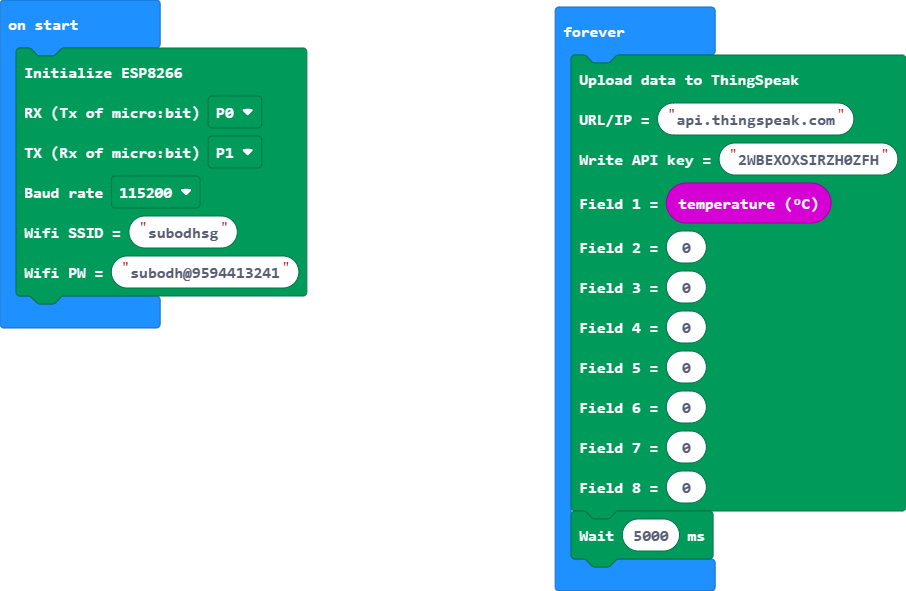 on start
Initialize ESP8266
RX (Tx of micro:bit) P0
TX (Rx of micro:bit) P1
Baud rate 115200
Wifi SSID = "subodhsg"
Wifi PW = "subodh@9594413241"
forever
Upload data to ThingSpeak
URL/IP = "api.thingspeak.com"
Write API key = "2WBEXOXSIRZH0ZFH"
Field 1 = temperature (ºC)
Field 2 = 0
Field 3 = 0
Field 4 = 0
Field 5 = 0
Field 6 = 0
Field 7 = 0
Field 8 = 0
Wait 5000 ms